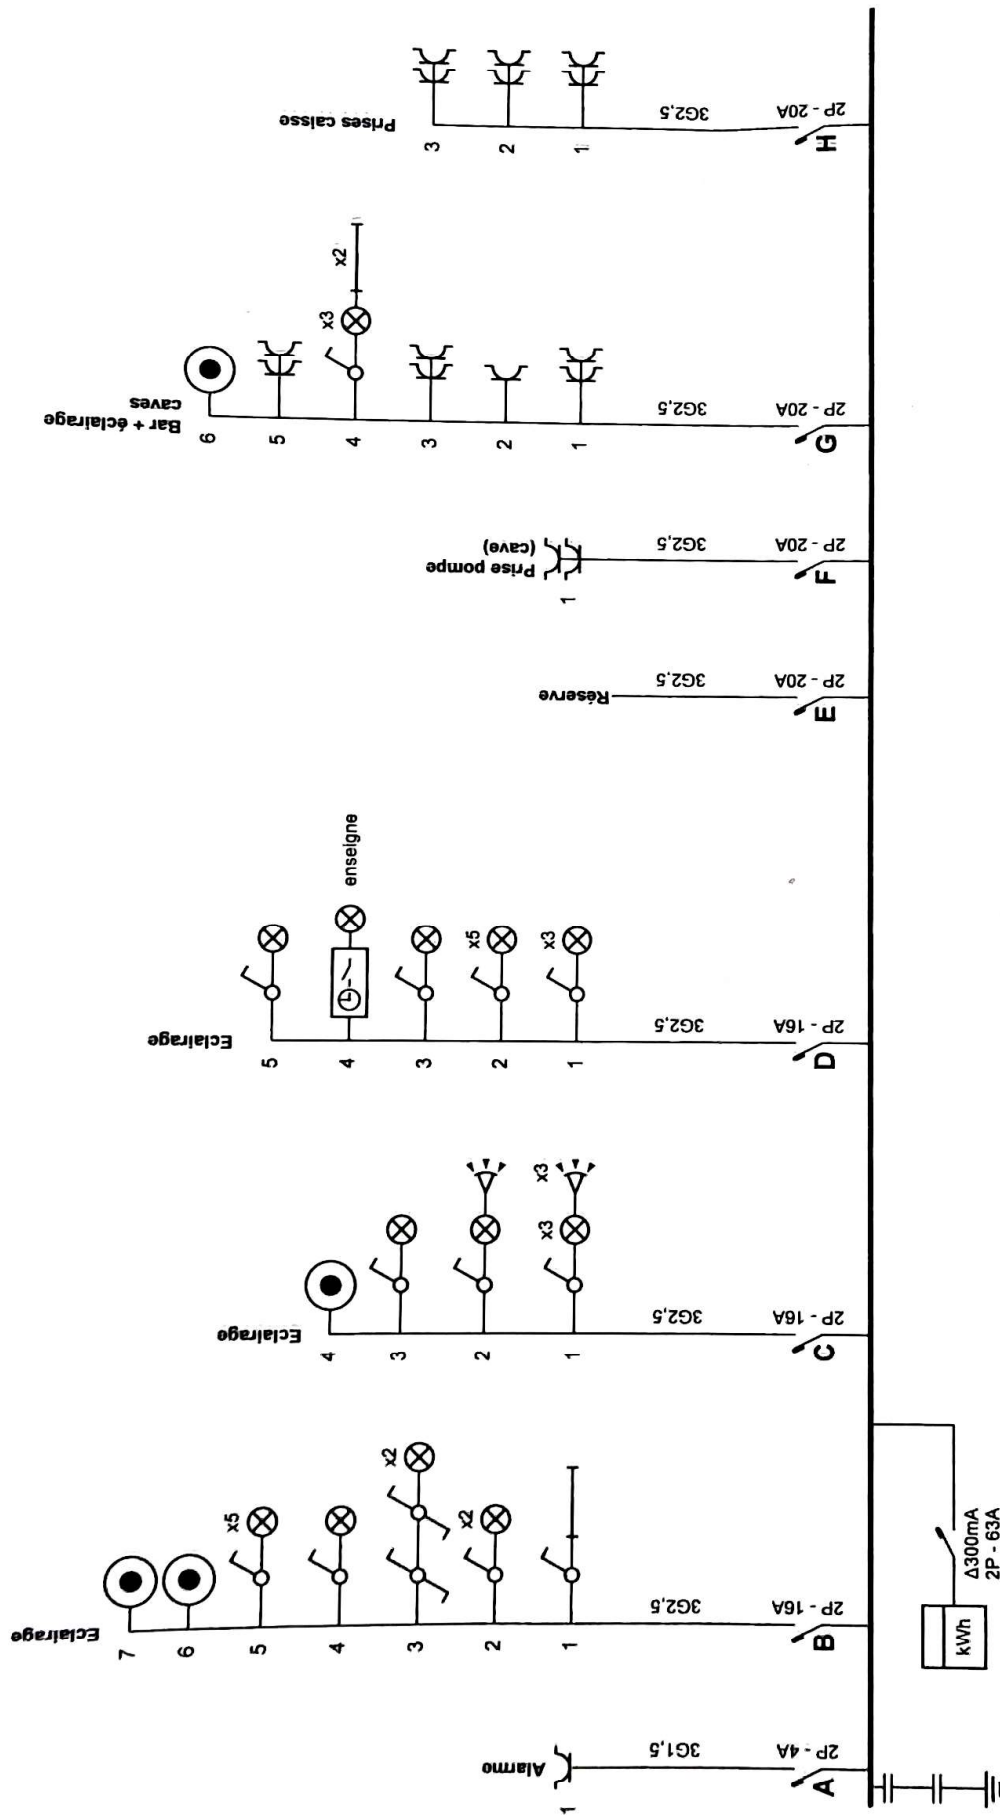 Alarmo
1
3G1,5
2P - 4A
A
Eclairage
7
6
5
x5
4
3
x2
2
x2
1
3G2,5
2P - 16A
B
kWh
Δ300mA
2P - 63A
Eclairage
4
3
2
1
x3
x3
3G2,5
2P - 16A
C
Eclairage
5
4
enseigne
3
2
x5
1
x3
3G2,5
2P - 16A
D
Réserve
3G2,5
2P - 20A
E
Prise pompe
(cave)
1
3G2,5
2P - 20A
F
Bar + éclairage
caves
6
5
4
x3
x2
3
2
1
3G2,5
2P - 20A
G
Prises caisse
3
2
1
3G2,5
2P - 20A
H